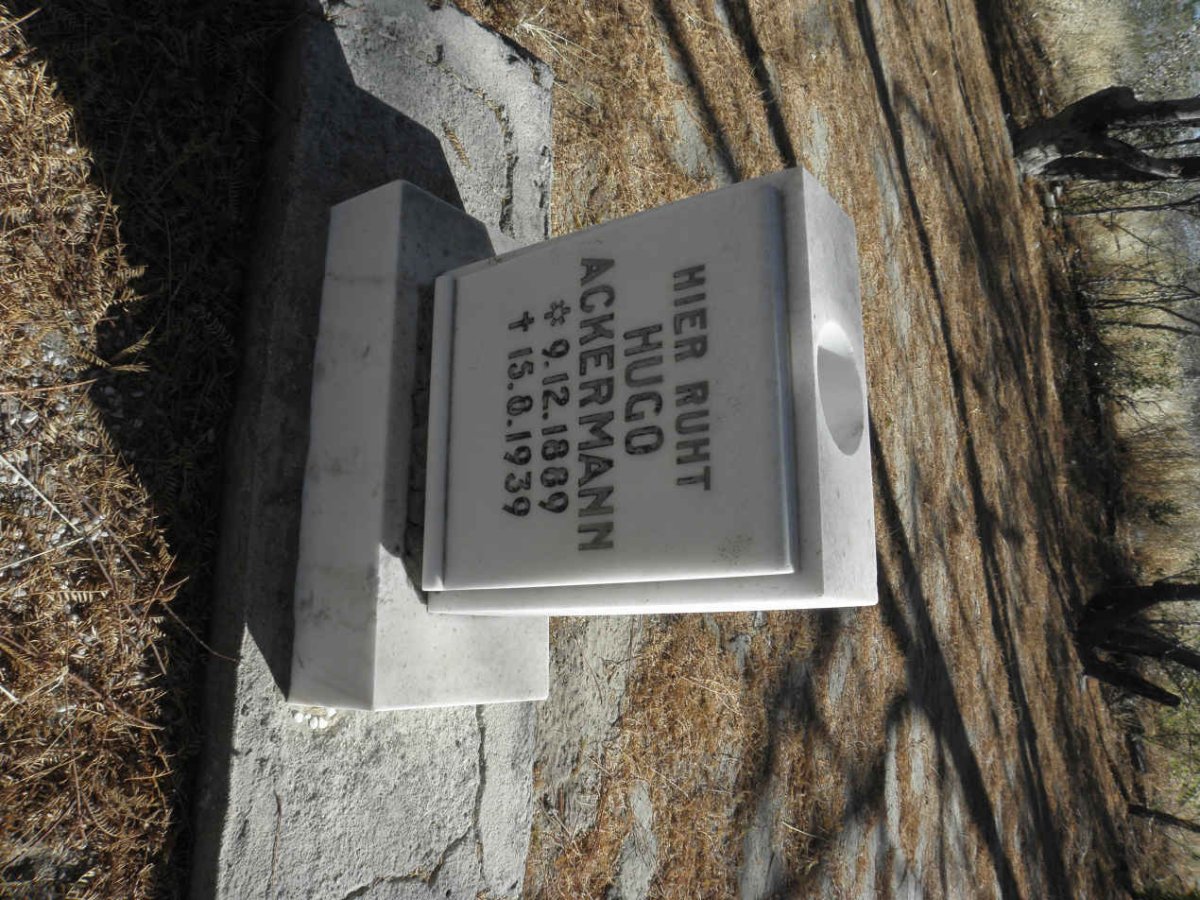 HIER RUHT
HUGO
ACKERMANN
✡ 9.12.1889
† 15.8.1939